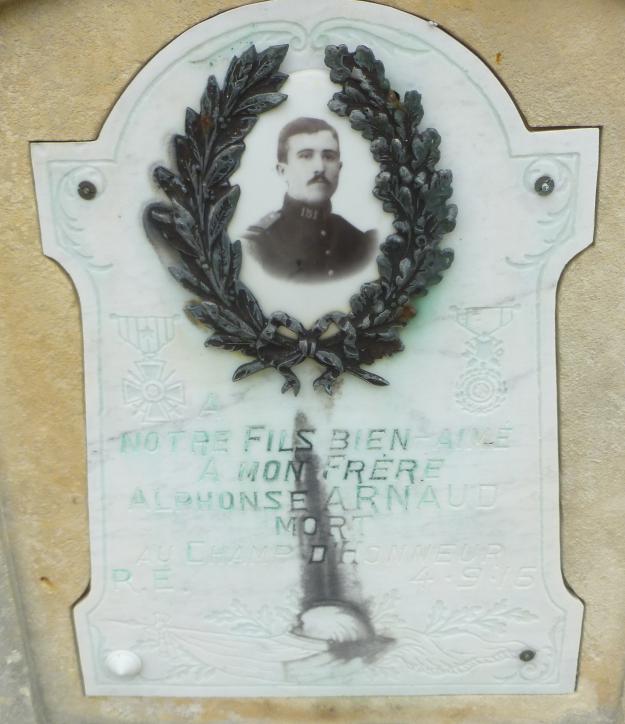 151
A
NOTRE FILS BIEN-AIMÉ
A MON FRÈRE
ALPHONSE ARNAUD
MORT
AU CHAMP D'HONNEUR
R.E. 4·9·15